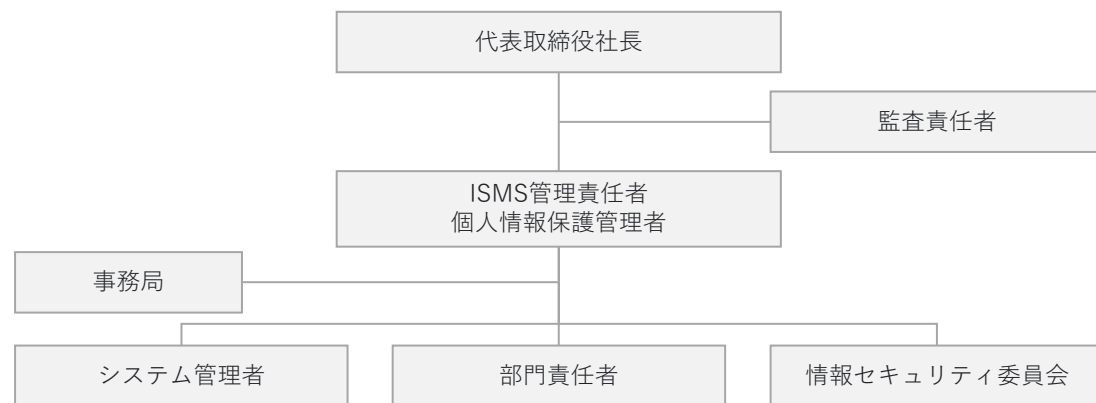 代表取締役社長
監査責任者
ISMS管理責任者
個人情報保護管理者
事務局
システム管理者
部門責任者
情報セキュリティ委員会